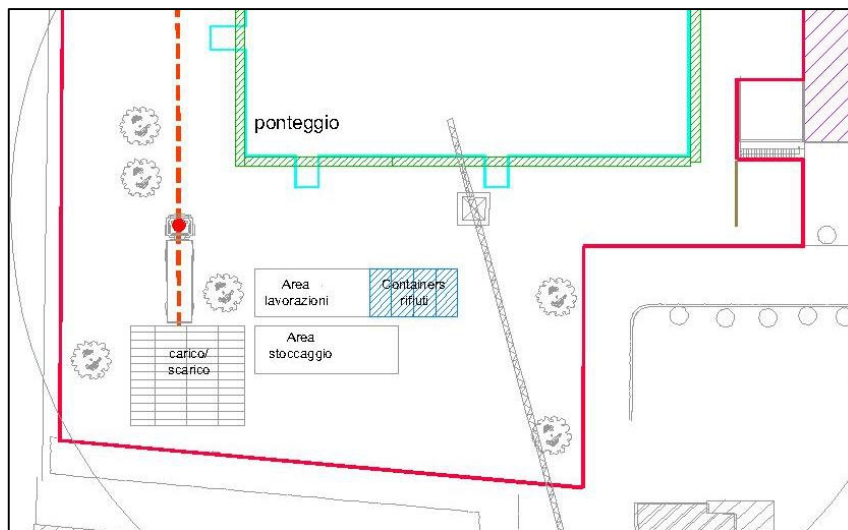 ponteggio
Area
lavorazioni
Containers
rifiuti
Area
stoccaggio
carico/
scarico